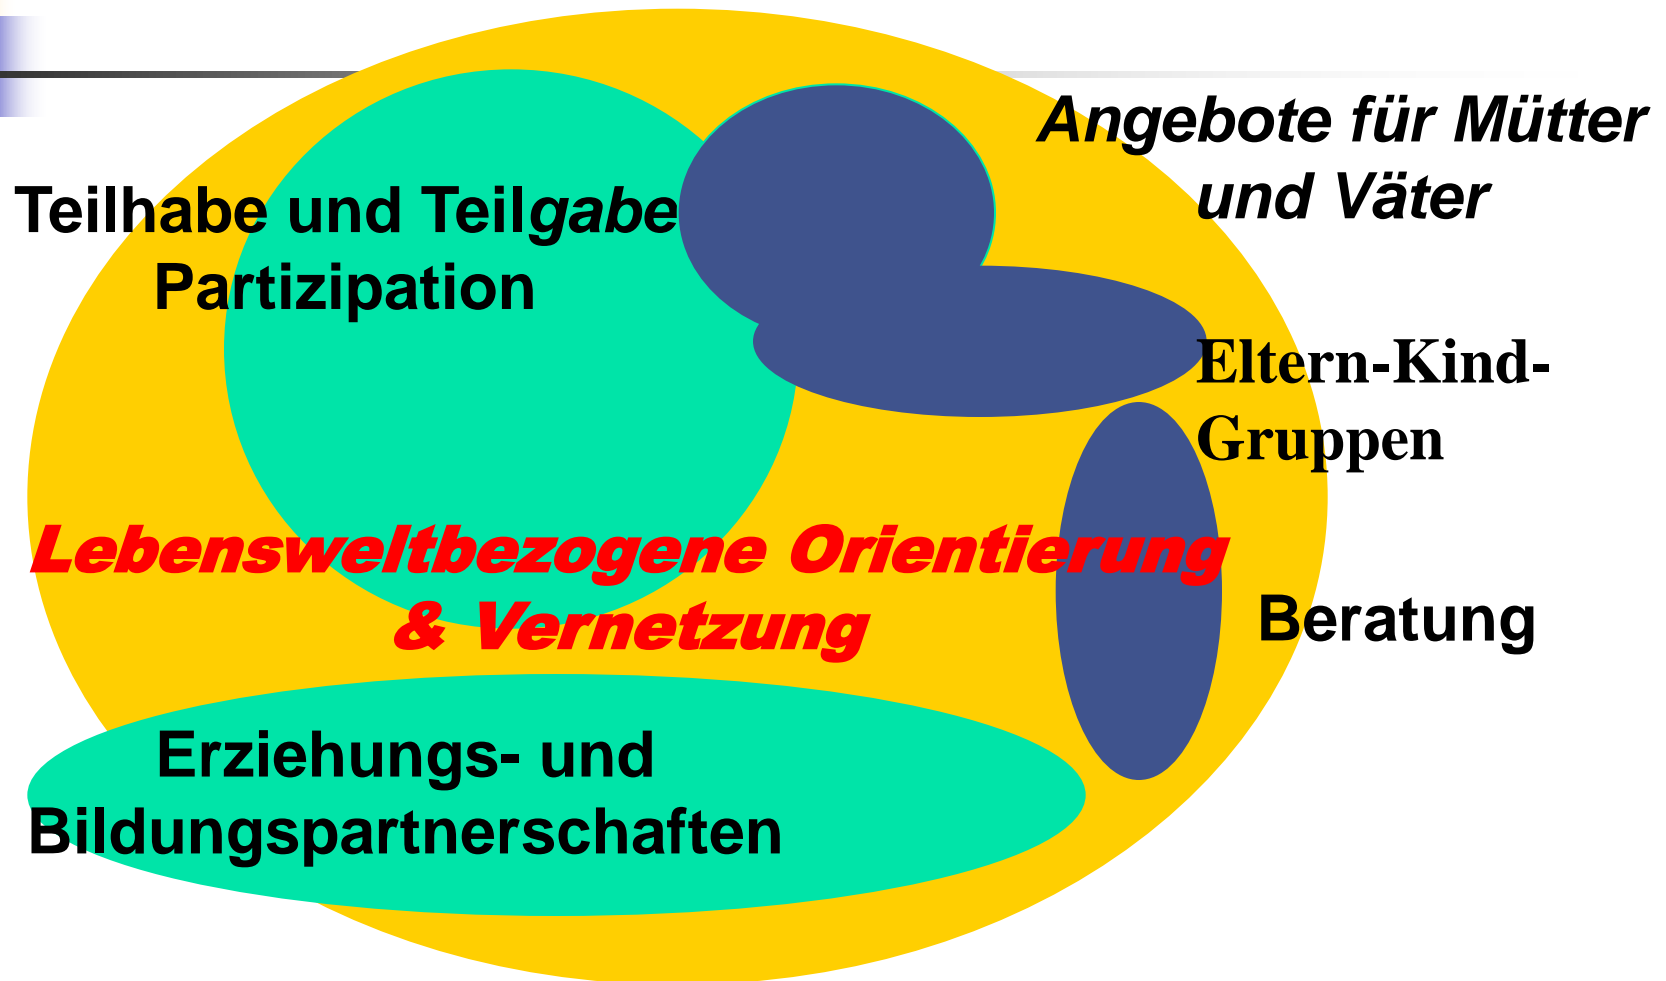 Angebote für Mütter
und Väter
Teilhabe und Teilgabe
Partizipation
Eltern-Kind-
Gruppen
Lebensweltbezogene Orientierung
& Vernetzung
Beratung
Erziehungs- und
Bildungspartnerschaften